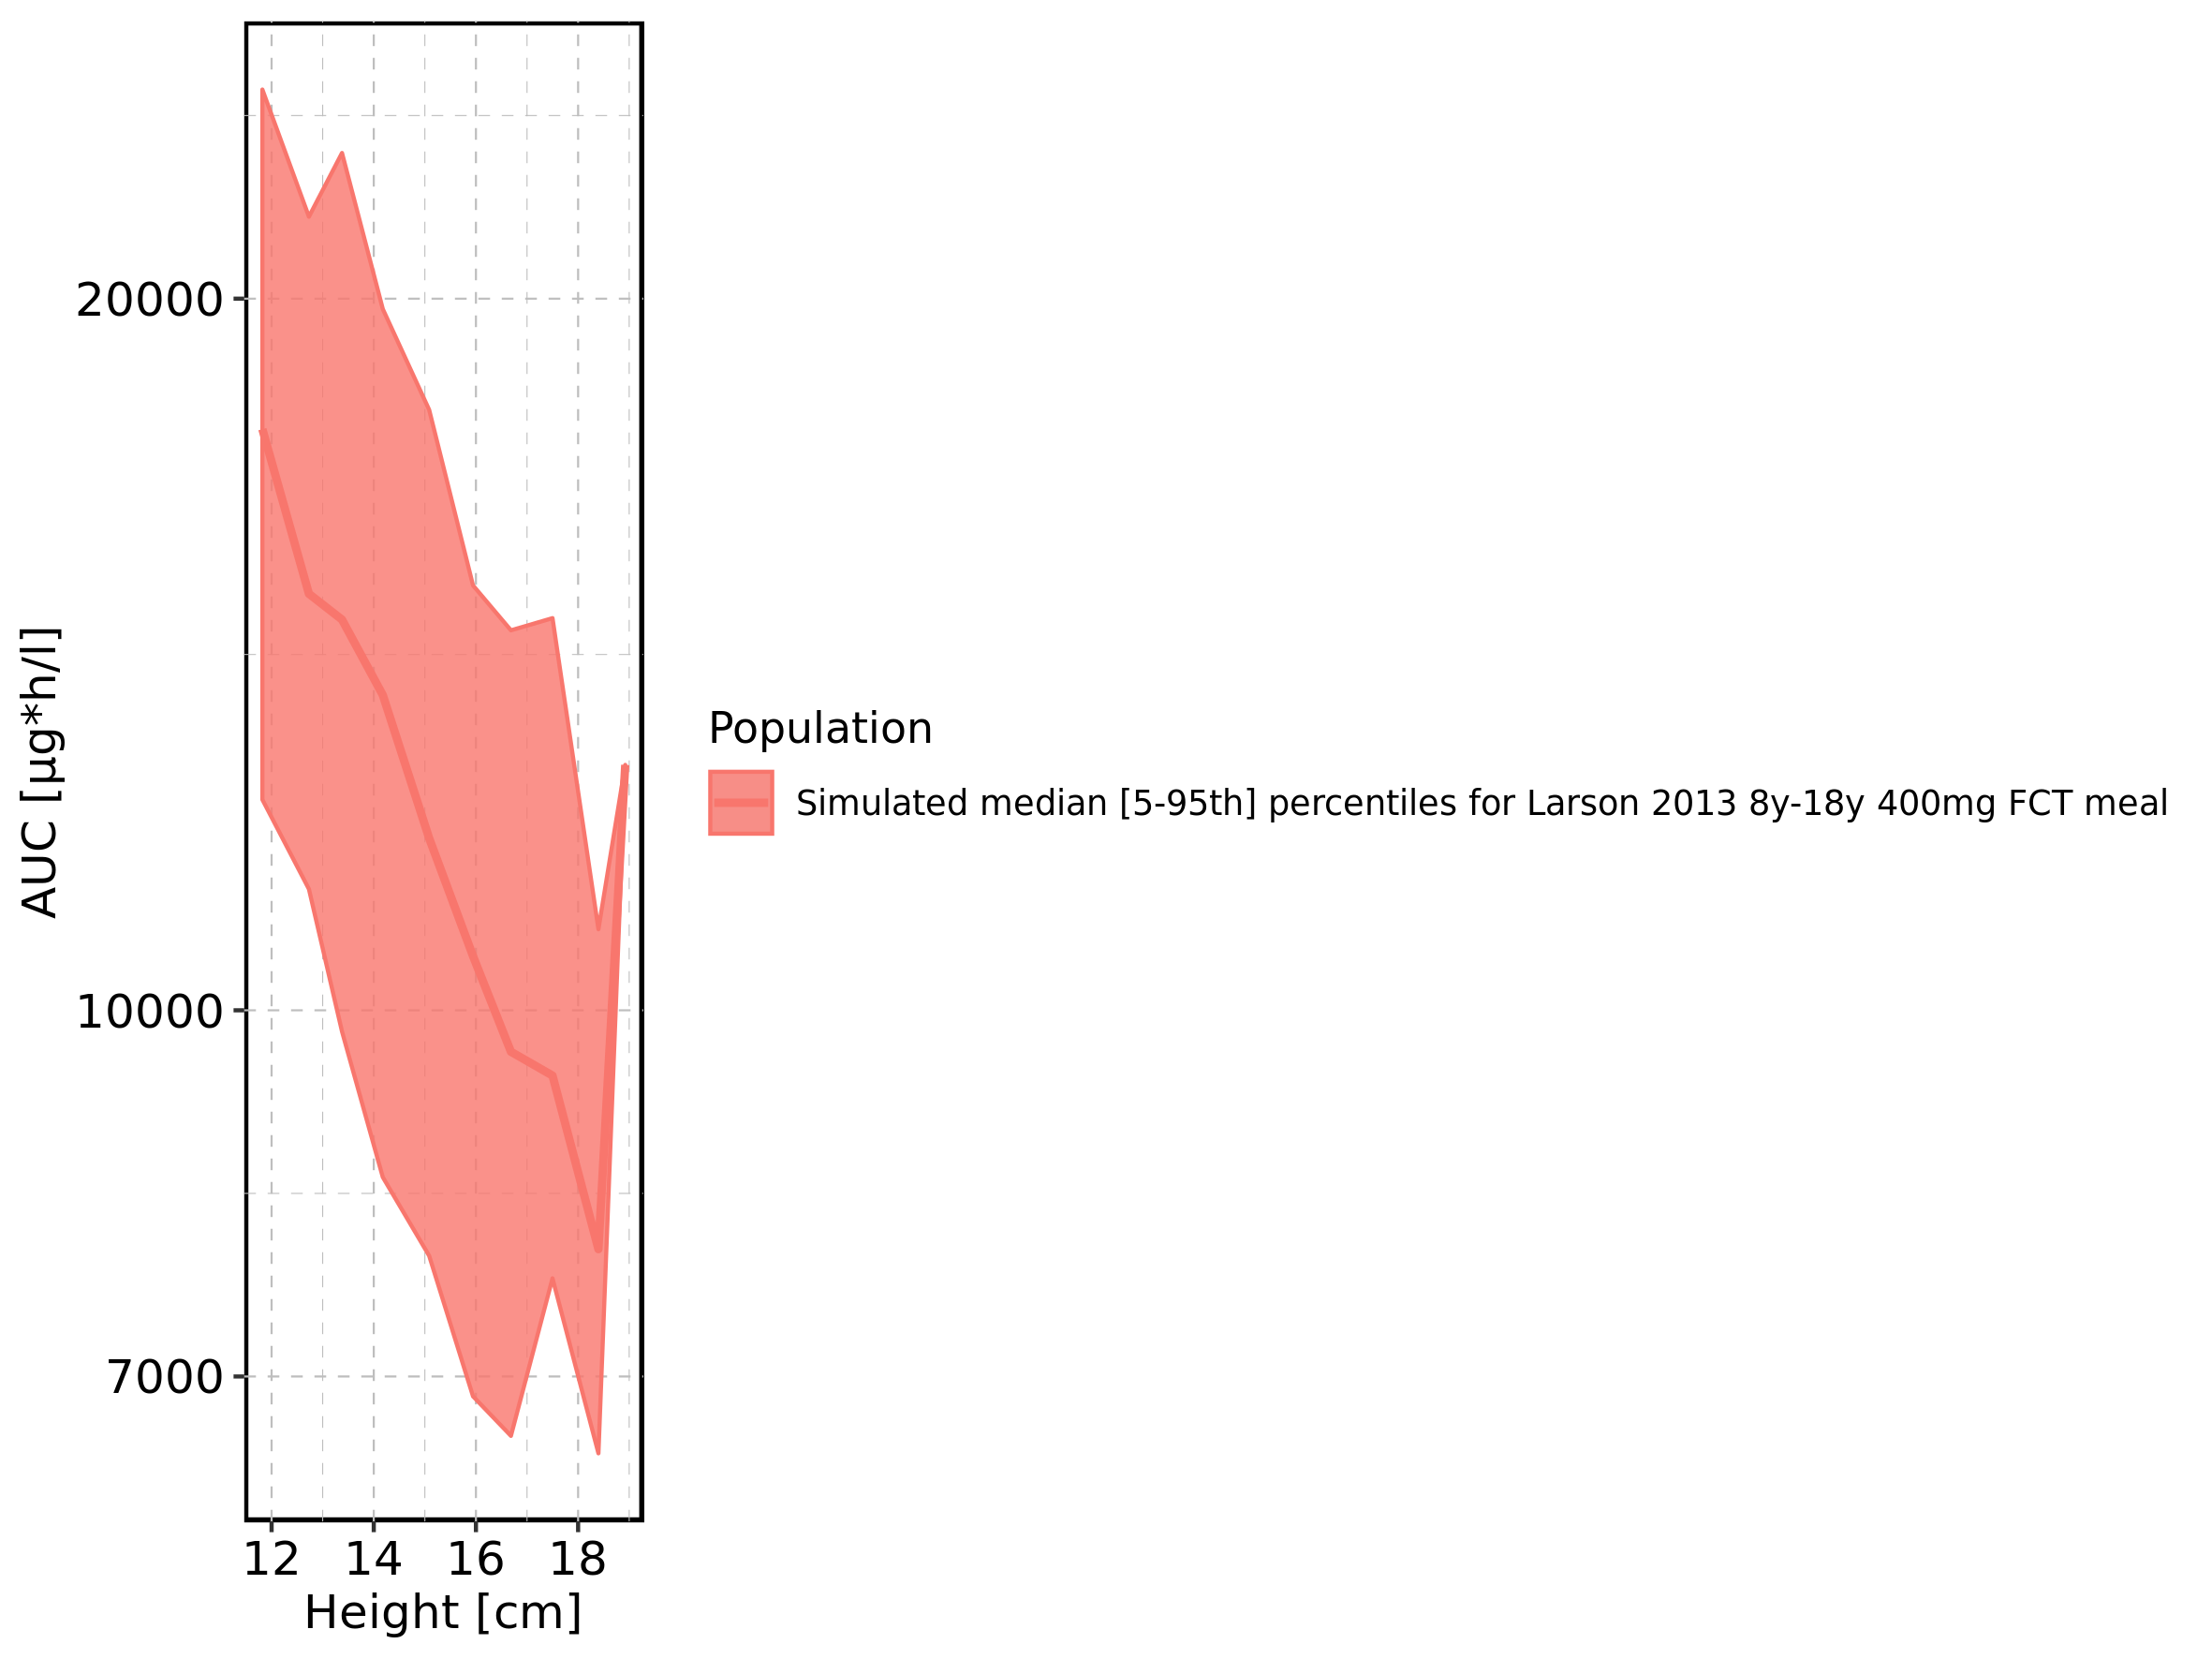 AUC [µg*h/l]
20000
10000
7000
12 14 16 18
Height [cm]
Population
Simulated median [5-95th] percentiles for Larson 2013 8y-18y 400mg FCT meal